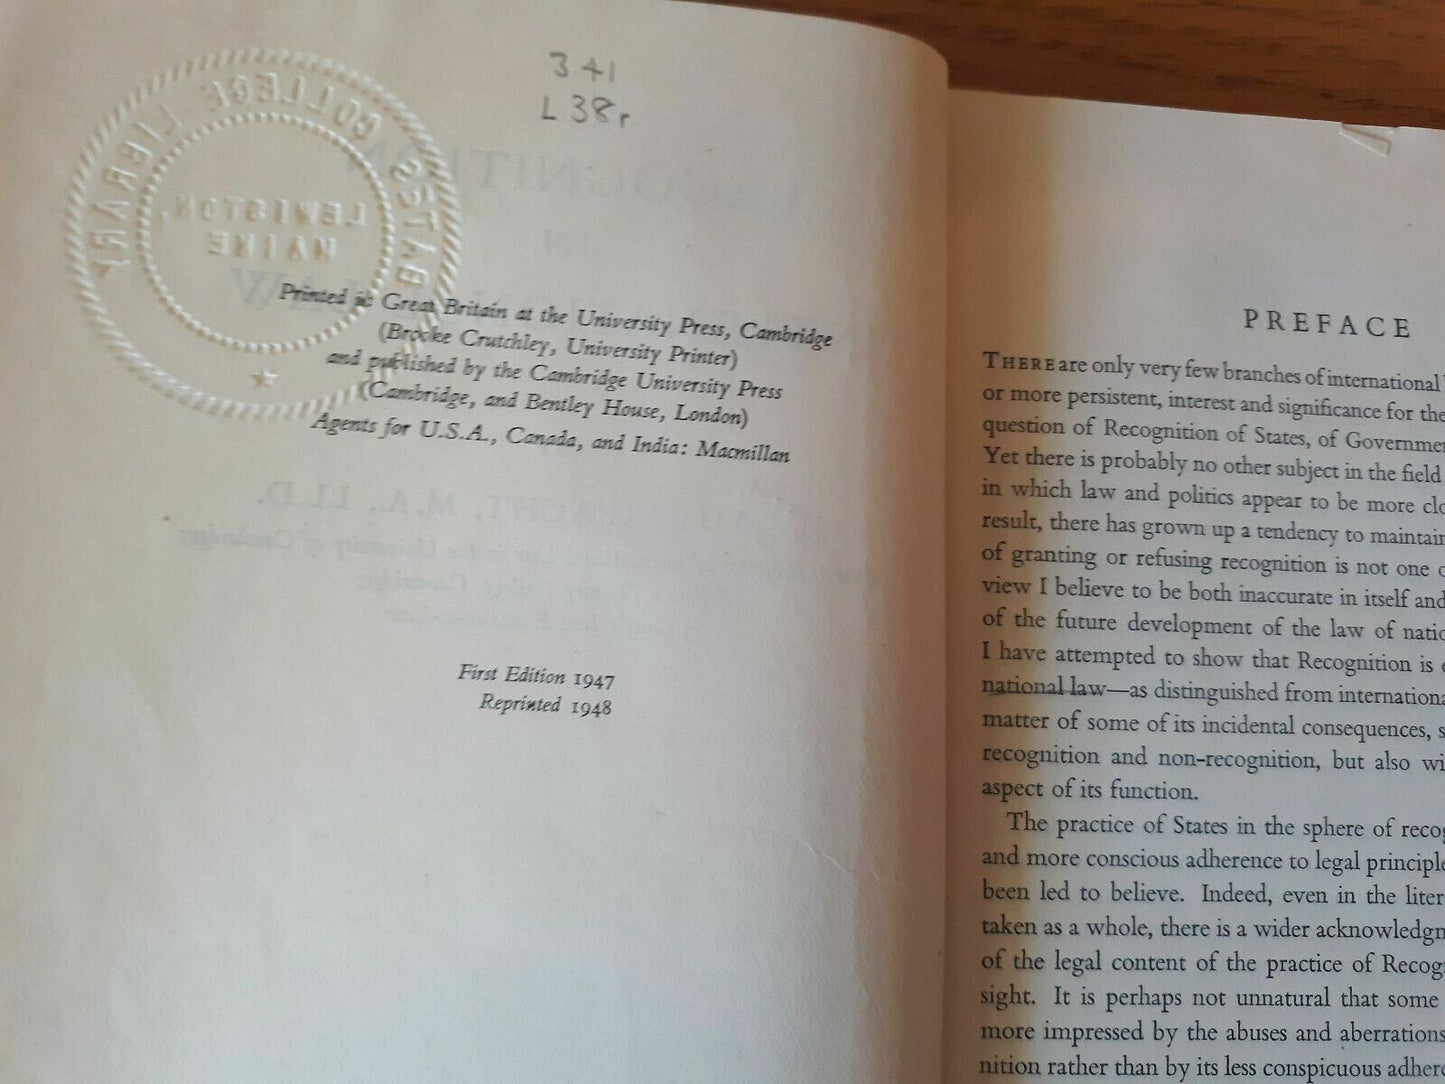 341
L38r
BATES COLLEGE LIBRARY
LEWISTON,
MAINE
Printed in Great Britain at the University Press, Cambridge
(Brooke Crutchley, University Printer)
and published by the Cambridge University Press
(Cambridge, and Bentley House, London)
Agents for U.S.A., Canada, and India: Macmillan
First Edition 1947
Reprinted 1948
PREFACE
THERE are only very few branches of international
or more persistent, interest and significance for the
question of Recognition of States, of Governme
Yet there is probably no other subject in the field
in which law and politics appear to be more clo
result, there has grown up a tendency to maintain
of granting or refusing recognition is not one o
view I believe to be both inaccurate in itself and
of the future development of the law of natio
I have attempted to show that Recognition is
national law—as distinguished from internationa
matter of some of its incidental consequences, s
recognition and non-recognition, but also wi
aspect of its function.
The practice of States in the sphere of recog
and more conscious adherence to legal principle
been led to believe. Indeed, even in the liter
taken as a whole, there is a wider acknowledgm
of the legal content of the practice of Recog
sight. It is perhaps not unnatural that some
more impressed by the abuses and aberrations
nition rather than by its less conspicuous adhere